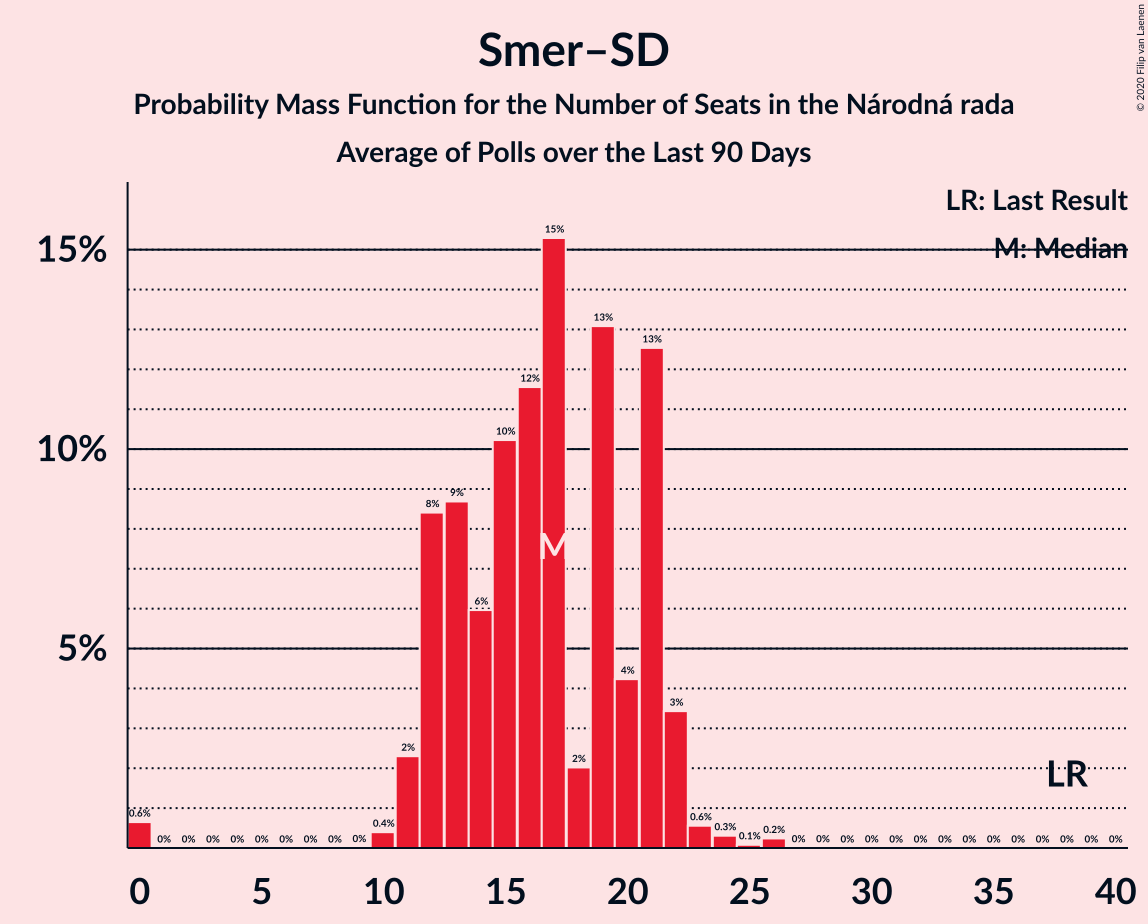 © 2020 Filip van Laenen
Smer–SD
Probability Mass Function for the Number of Seats in the Národná rada
Average of Polls over the Last 90 Days
LR: Last Result
M: Median
15%
10%
5%
0.6% 0% 0% 0% 0% 0% 0% 0% 0% 0% 0.4% 2% 8% 9% 6% 10% 12% 15% 2% 13% 4% 13% 3% 0.6% 0.3% 0.1% 0.2% 0% 0% 0% 0% 0% 0% 0% 0% 0% 0% 0% 0% 0% 0%
M
LR
0 5 10 15 20 25 30 35 40